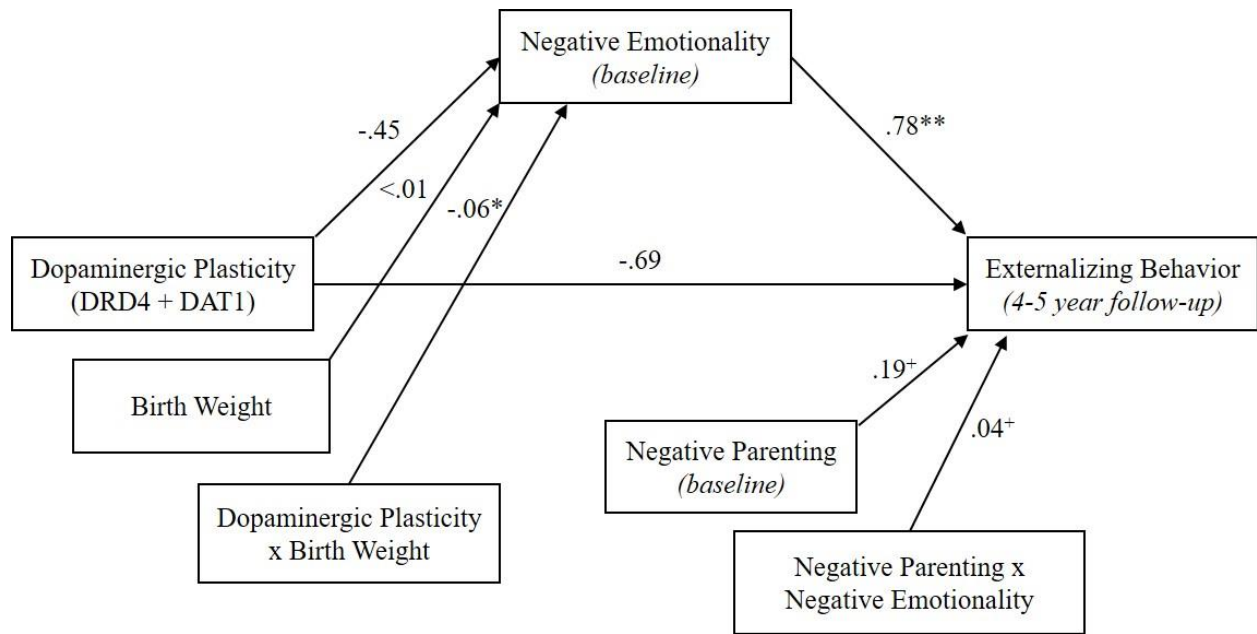 Negative Emotionality
(baseline)
-.45
.78**
<.01
-.06*
Dopaminergic Plasticity
(DRD4 + DAT1)
-.69
Externalizing Behavior
(4-5 year follow-up)
Birth Weight
.19+
Negative Parenting
(baseline)
.04+
Dopaminergic Plasticity
x Birth Weight
Negative Parenting x
Negative Emotionality